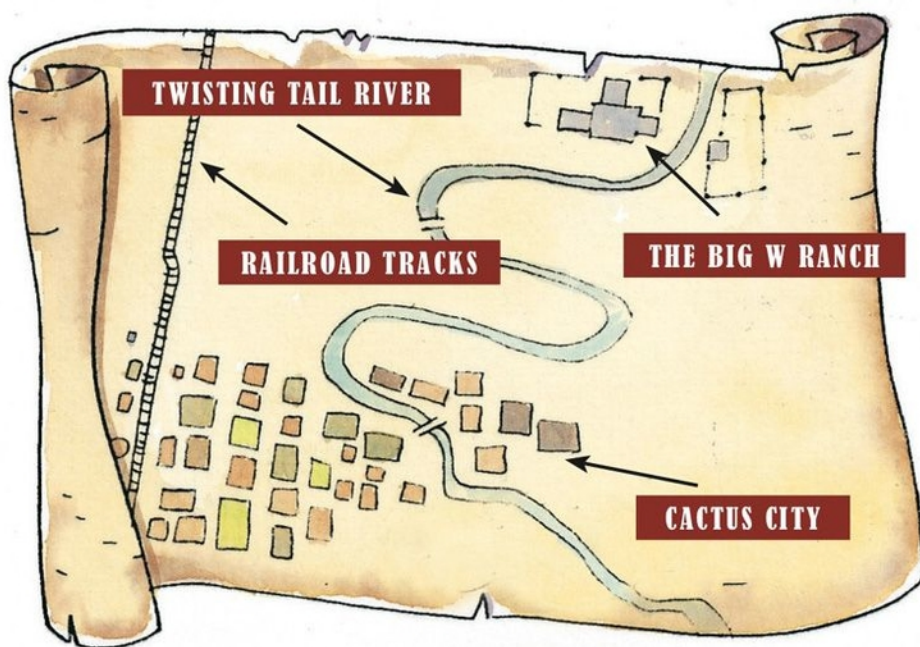 TWISTING TAIL RIVER
RAILROAD TRACKS
THE BIG W RANCH
CACTUS CITY